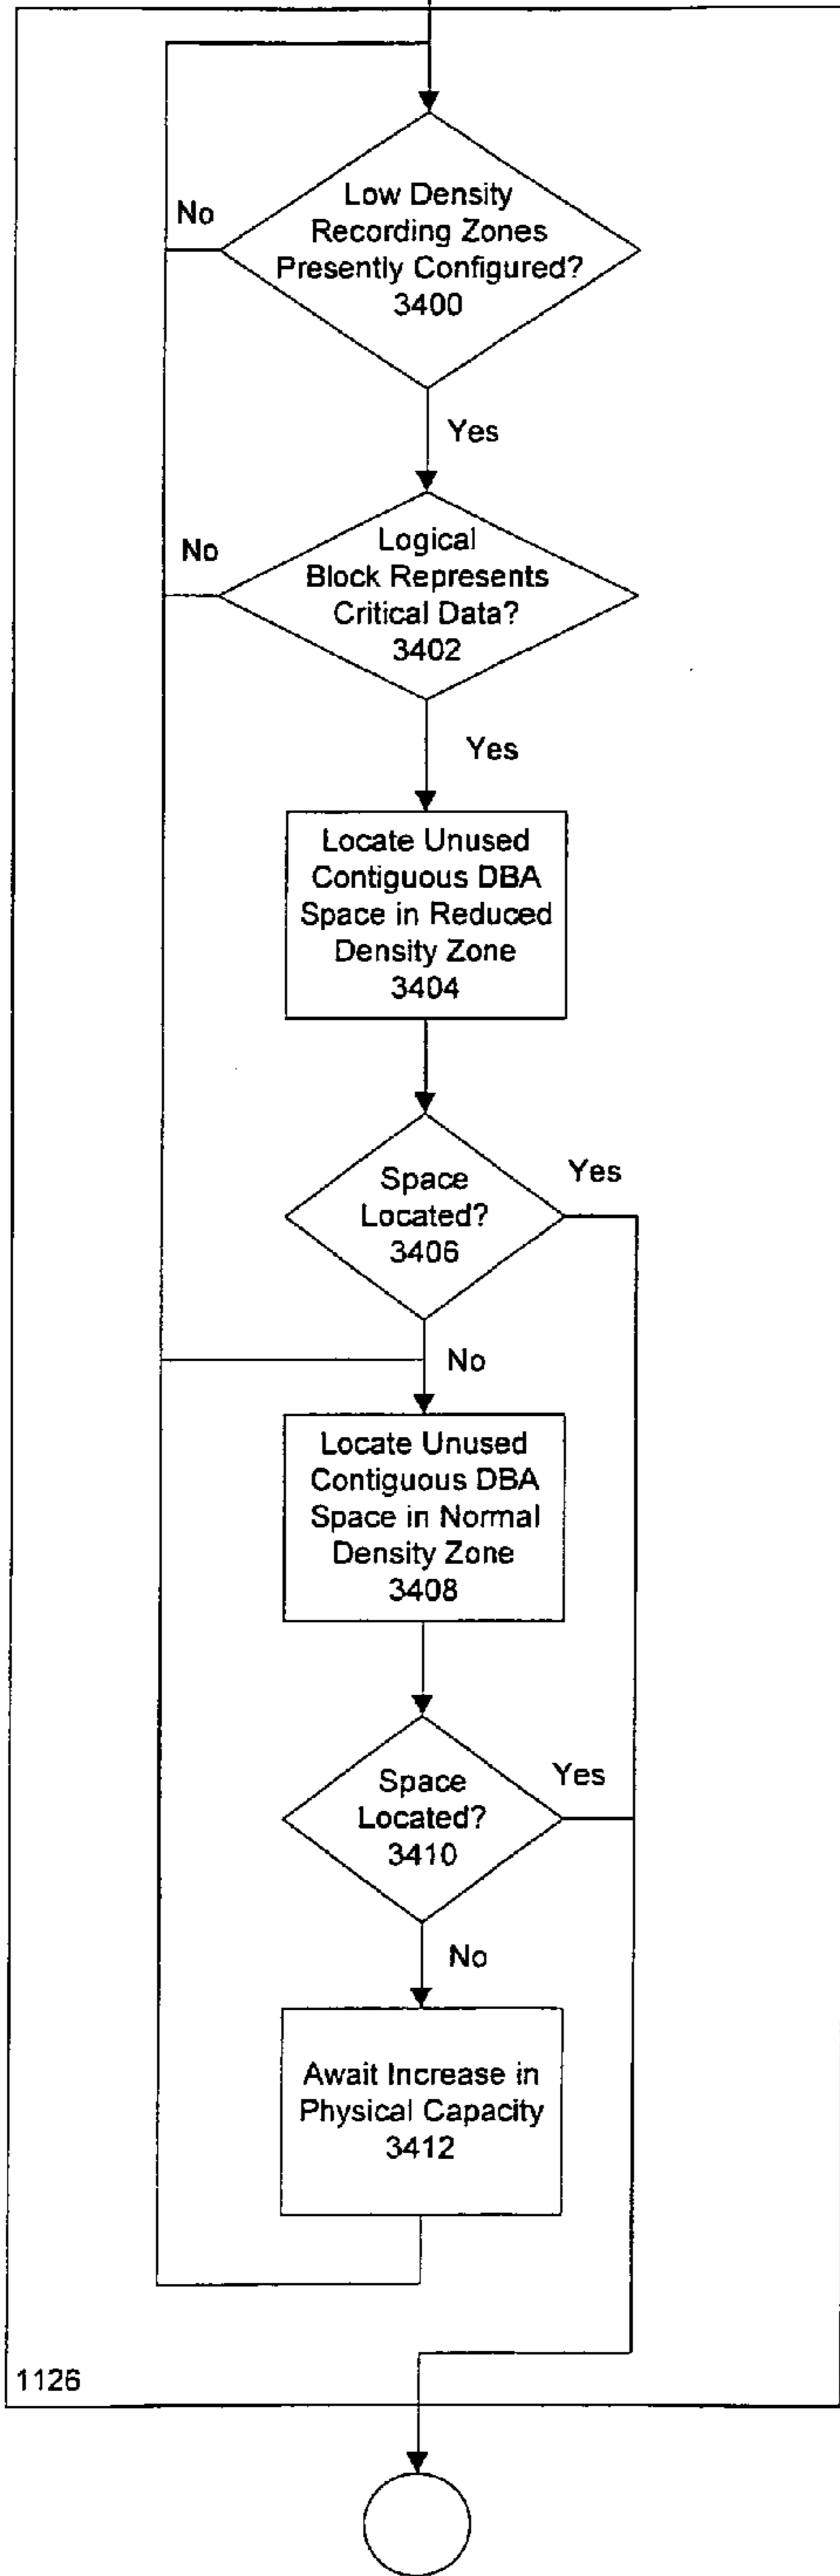 Low Density
Recording Zones
Presently Configured?
3400
No
Yes
Logical
Block Represents
Critical Data?
3402
No
Yes
Locate Unused
Contiguous DBA
Space in Reduced
Density Zone
3404
Space
Located?
3406
Yes
No
Locate Unused
Contiguous DBA
Space in Normal
Density Zone
3408
Space
Located?
3410
Yes
No
Await Increase in
Physical Capacity
3412
1126